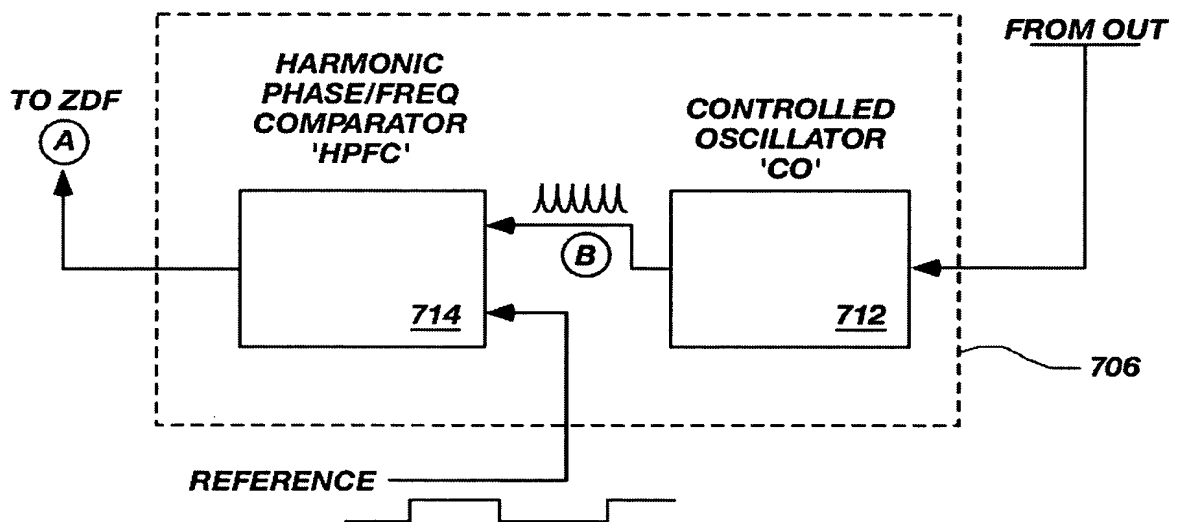 FROM OUT
HARMONIC
PHASE/FREQ
COMPARATOR
'HPFC'
TO ZDF
A
CONTROLLED
OSCILLATOR
'CO'
B
714
712
706
REFERENCE